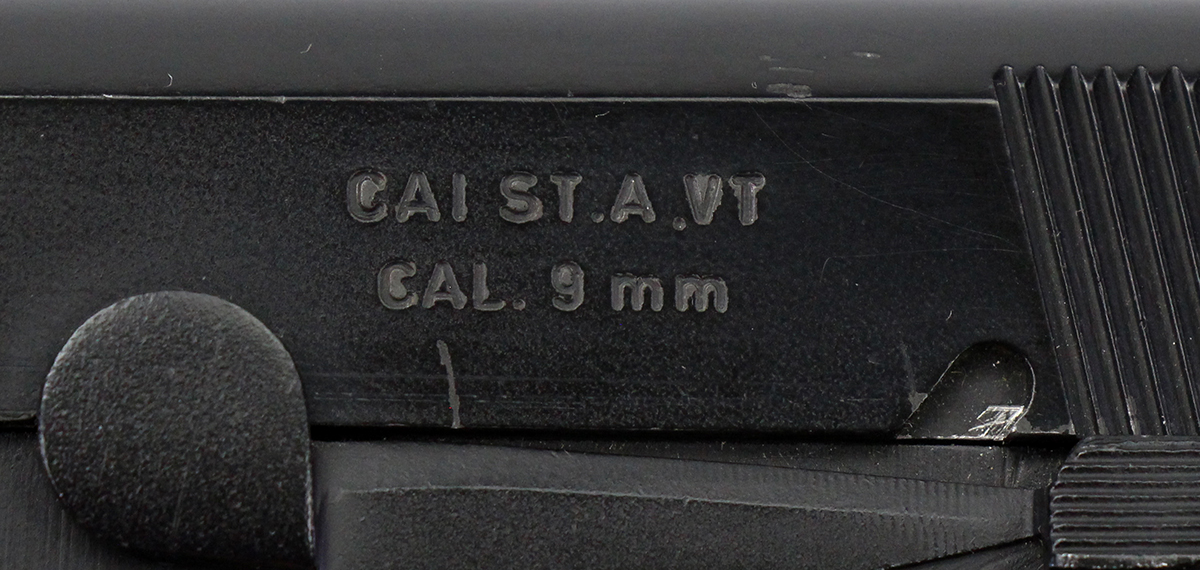 CAI ST.A.VT
CAL. 9 mm